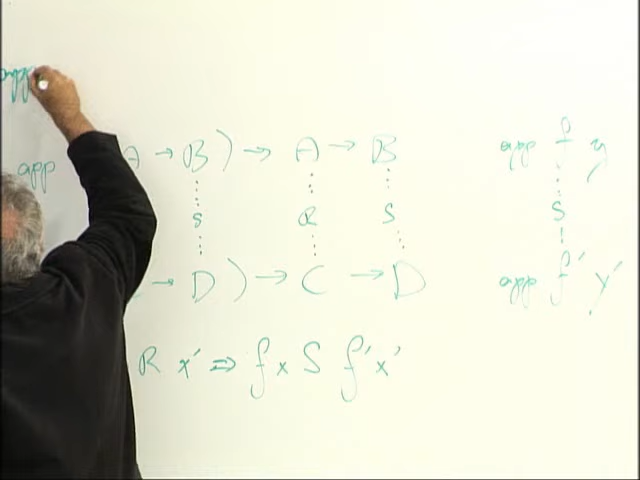 app
app A → B ) → A → B app f y
S R S S
→ D ) → C → D app f' y'
R x' ⇒ f x S f' x'